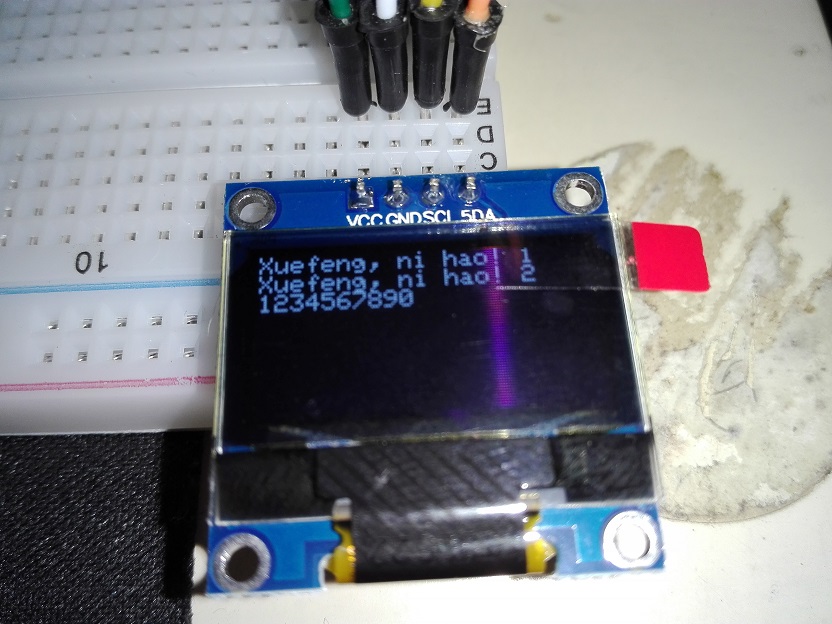 E
D
C
VCC GND SCL SDA
10
Xuefeng, ni hao! 1
Xuefeng, ni hao! 2
1234567890